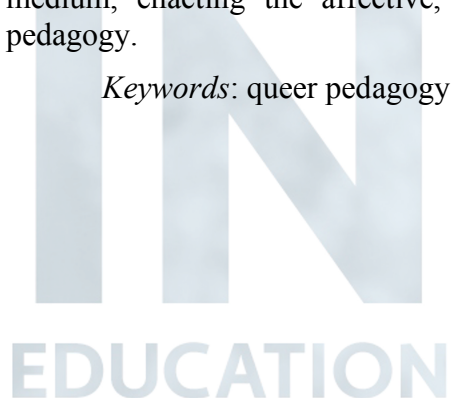 medium, enacting the affective,
pedagogy.
Keywords: queer pedagogy
IN
EDUCATION